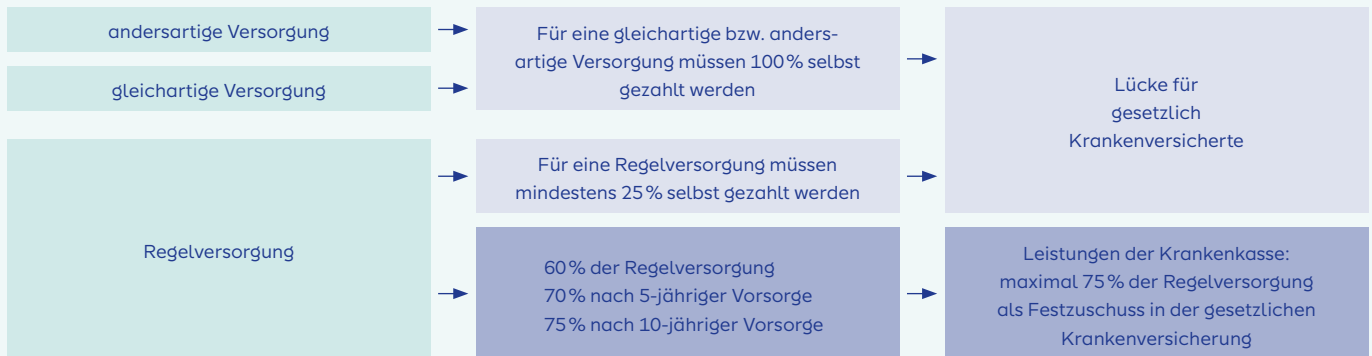 andersartige Versorgung
gleichartige Versorgung
Für eine gleichartige bzw. anders-
artige Versorgung müssen 100 % selbst
gezahlt werden
Lücke für
gesetzlich
Krankenversicherte
Regelversorgung
Für eine Regelversorgung müssen
mindestens 25 % selbst gezahlt werden
60 % der Regelversorgung
70 % nach 5-jähriger Vorsorge
75 % nach 10-jähriger Vorsorge
Leistungen der Krankenkasse:
maximal 75 % der Regelversorgung
als Festzuschuss in der gesetzlichen
Krankenversicherung